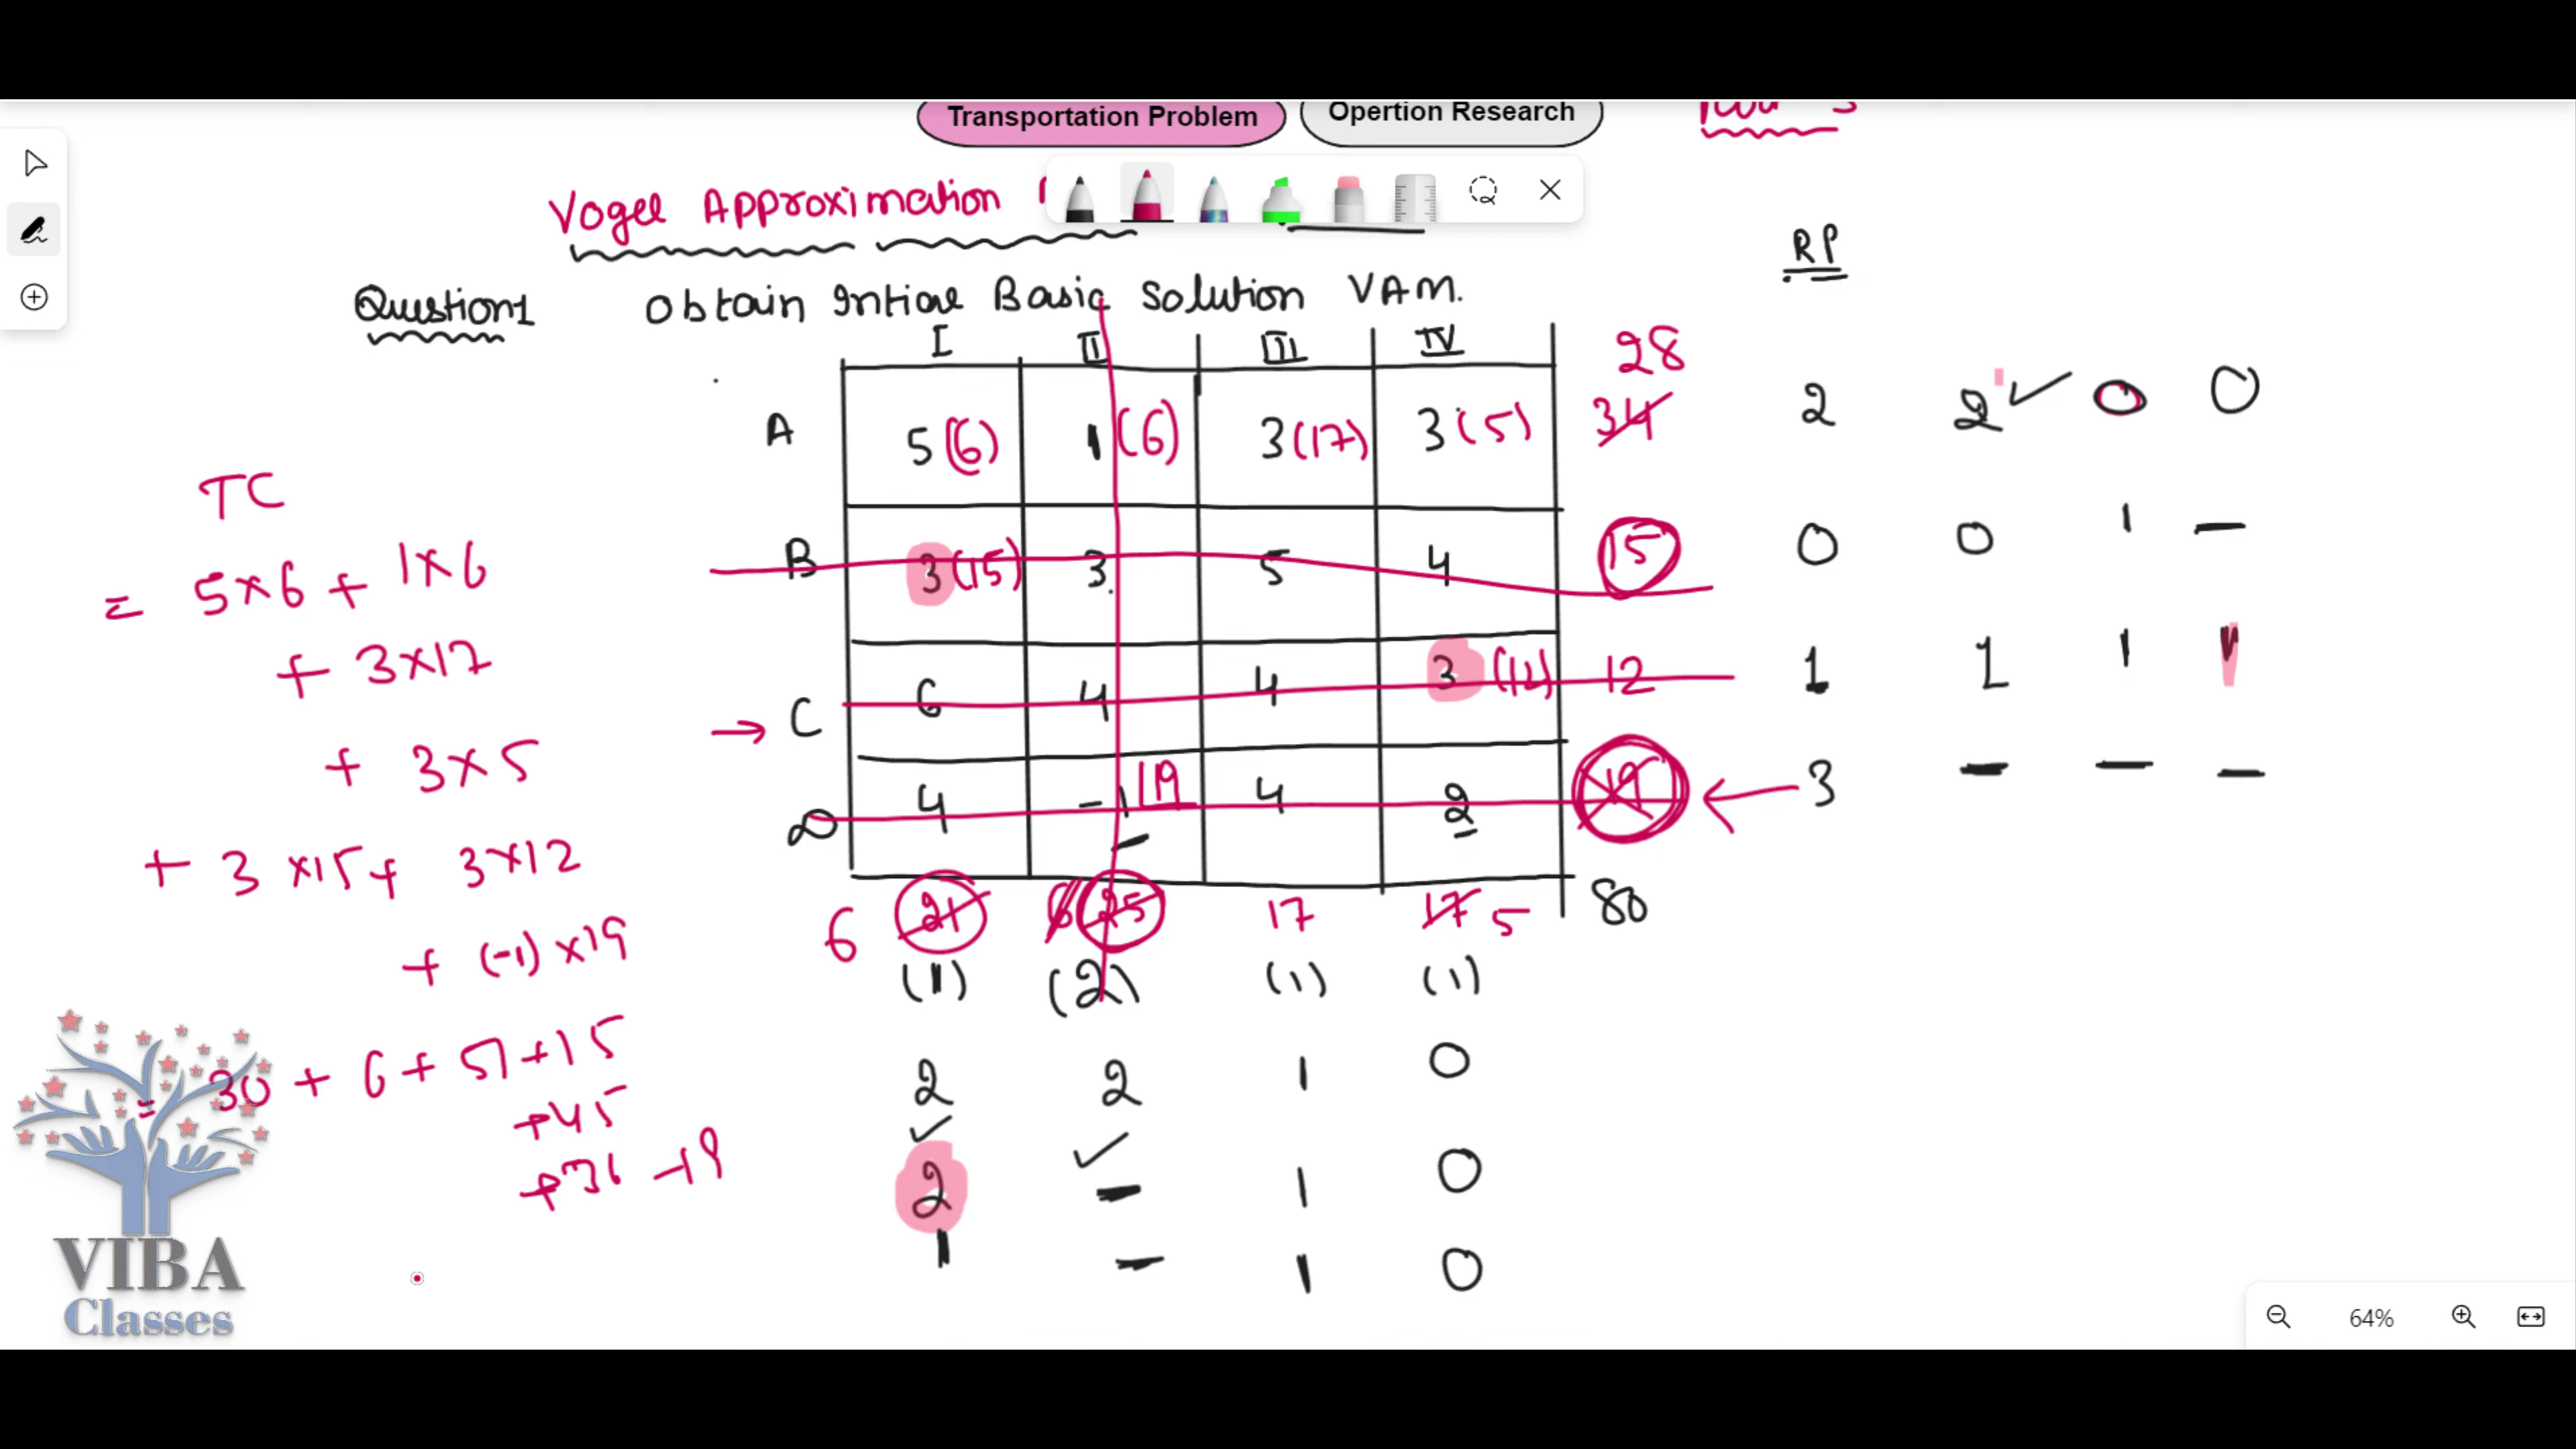 Transportation Problem
Opertion Research
Vogel Approximation
RP
Question1 Obtain Intial Basic Solution VAM.
I II III IV
28
A 5 (6) 1 (6) 3 (17) 3 (5) 34 2 2 0 0
B 3 (15) 3 5 4 15 0 0 1 —
C 6 4 4 3 (12) 12 1 1 1 1
D 4 -1 19 4 2 19 3 — — —
6 21 6 25 17 17 5 80
(1) (2) (1) (1)
2 2 1 0
2 — 1 0
1 — 1 0
TC
= 5×6 + 1×6
+ 3×17
+ 3×5
+ 3×15 + 3×12
+ (-1)×19
= 30 + 6 + 51 + 15
+45
+36 -19
VIBA
Classes
64%